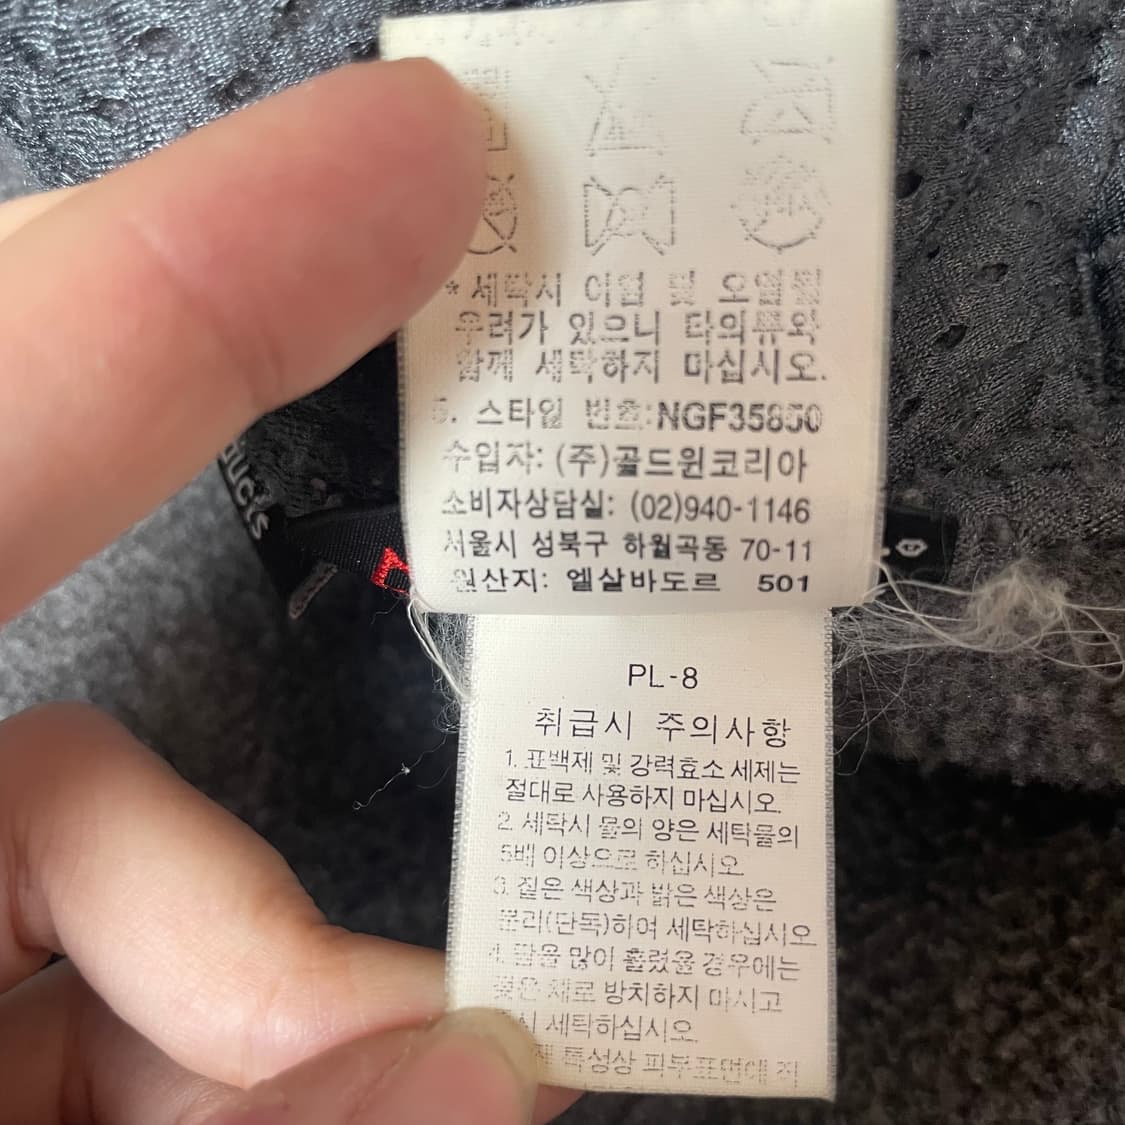 * 세탁시 이염 및 오염될
우려가 있으니 타의류와
함께 세탁하지 마십시오.
5. 스타일 번호:NGF35850
수입자: (주)골드윈코리아
소비자상담실: (02)940-1146
서울시 성북구 하월곡동 70-11
원산지: 엘살바도르 501
PL-8
취급시 주의사항
1. 표백제 및 강력효소 세제는
절대로 사용하지 마십시오.
2. 세탁시 물의 양은 세탁물의
5배 이상으로 하십시오.
3. 짙은 색상과 밝은 색상은
분리(단독)하여 세탁하십시오
4. 땀을 많이 흘렸을 경우에는
젖은 채로 방치하지 마시고
세탁하십시오.
특성상 피부표면에